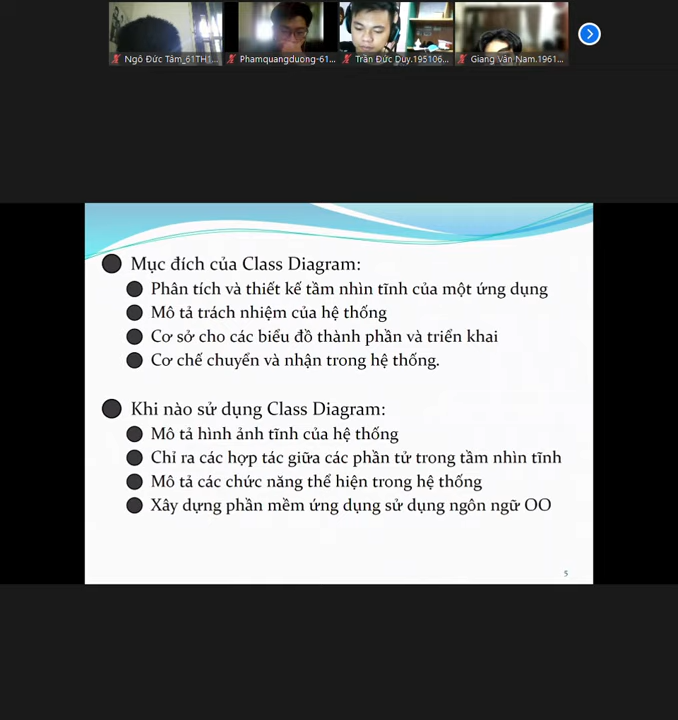 Ngô Đức Tâm_61TH1...
Phamquangduong-61...
Trần Đức Duy.195106...
Giang Văn Nam.1961...
Mục đích của Class Diagram:
Phân tích và thiết kế tầm nhìn tĩnh của một ứng dụng
Mô tả trách nhiệm của hệ thống
Cơ sở cho các biểu đồ thành phần và triển khai
Cơ chế chuyển và nhận trong hệ thống.
Khi nào sử dụng Class Diagram:
Mô tả hình ảnh tĩnh của hệ thống
Chỉ ra các hợp tác giữa các phần tử trong tầm nhìn tĩnh
Mô tả các chức năng thể hiện trong hệ thống
Xây dựng phần mềm ứng dụng sử dụng ngôn ngữ OO
5